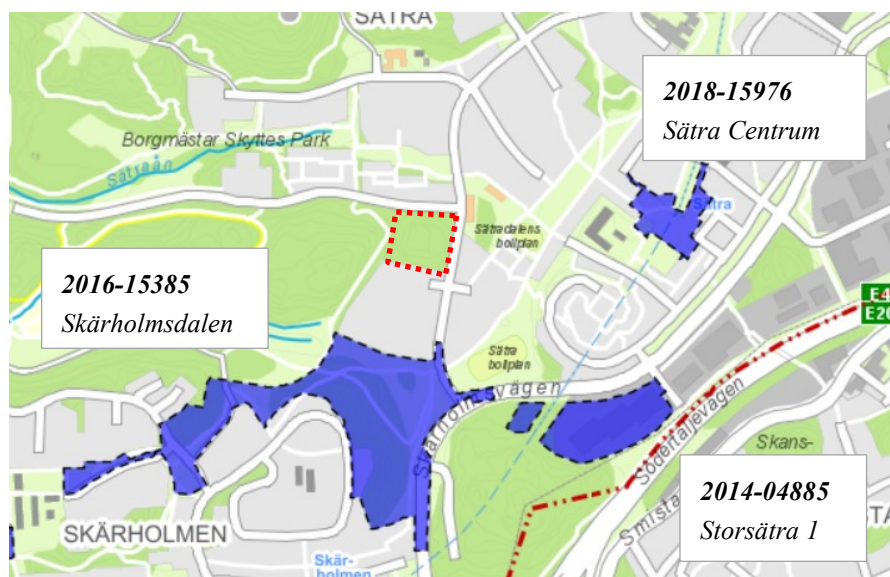 SÄTRA
2018-15976
Sätra Centrum
Borgmästar Skyttes Park
Sätraån
Sätra
Sätradalens
bollplan
2016-15385
Skärholmsdalen
E4
E20
Sätra
bollplan
Skärholmsvägen
Södertäljevägen
Skans-
2014-04885
Storsätra 1
Smista
SKÄRHOLMEN
Skär-
holmen